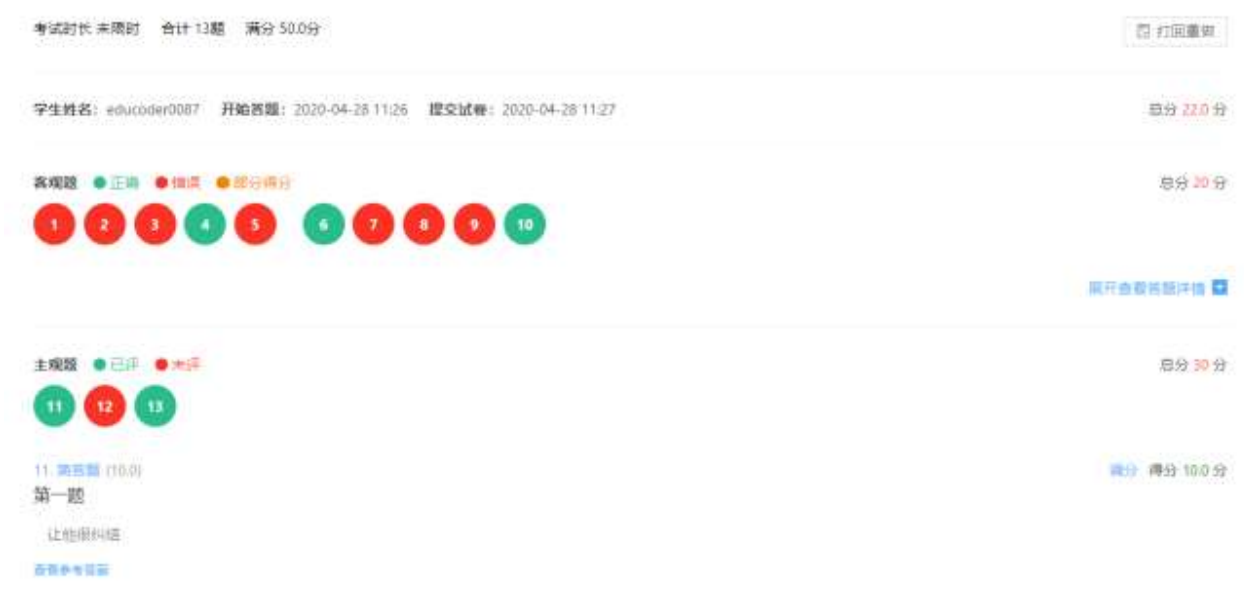 考试时长 未限时 合计 13题 满分 50.0分
打回重做
学生姓名：educoder0087 开始答题：2020-04-28 11:26 提交试卷：2020-04-28 11:27 总分 22.0 分
客观题 正确 错误 部分得分 总分 20 分
1 2 3 4 5 6 7 8 9 10
展开查看答题详情
主观题 已评 未评 总分 30 分
11 12 13
11. 简答题 (10.0) 调分 得分 10.0 分
第一题
让他很纠结
查看参考答案